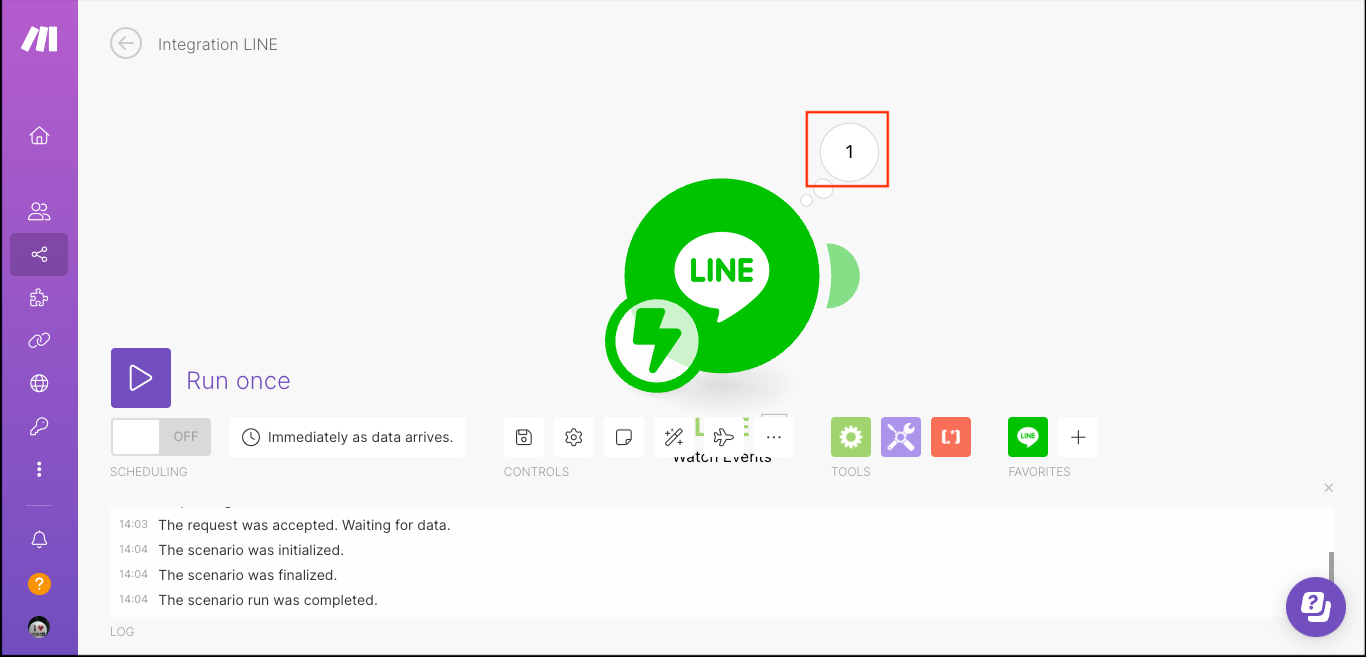 Integration LINE
1
LINE
Run once
OFF
Immediately as data arrives.
Watch Events
LINE
SCHEDULING
CONTROLS
TOOLS
FAVORITES
14:03 The request was accepted. Waiting for data.
14:04 The scenario was initialized.
14:04 The scenario was finalized.
14:04 The scenario run was completed.
LOG